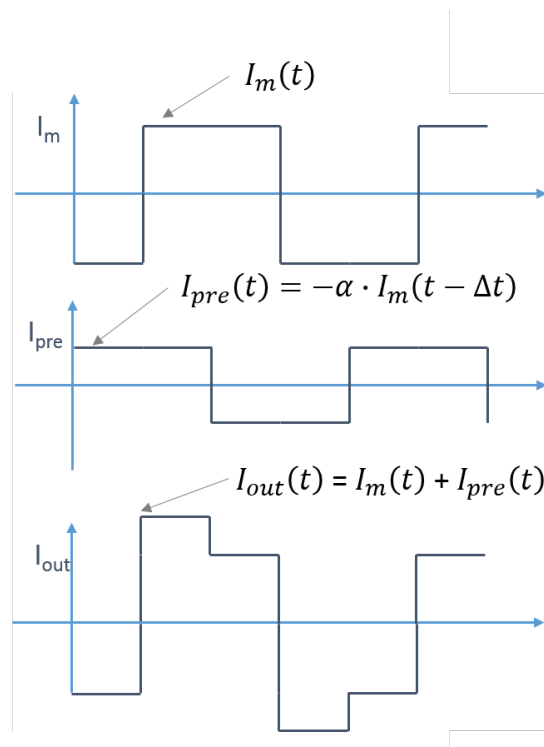 I_m(t)
I_m
I_pre(t) = −α · I_m(t − Δt)
I_pre
I_out(t) = I_m(t) + I_pre(t)
I_out